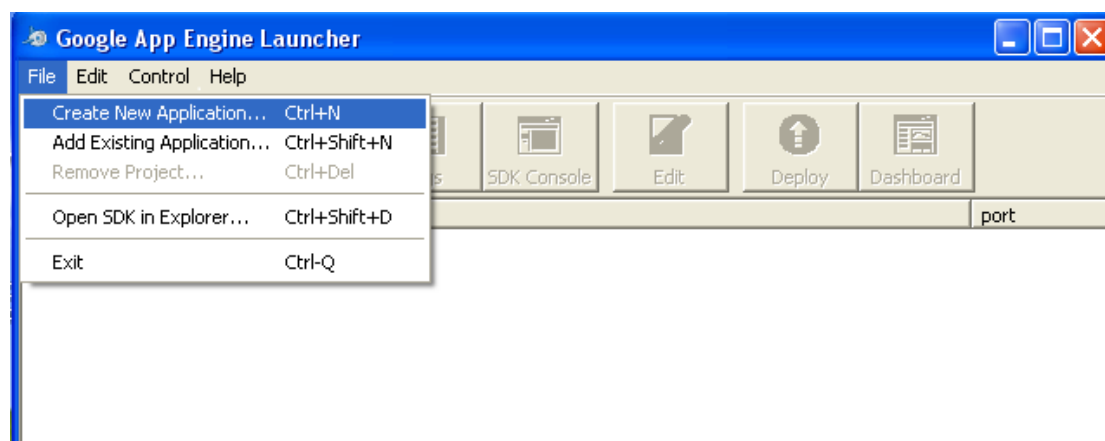 Google App Engine Launcher
File Edit Control Help
Create New Application... Ctrl+N
Add Existing Application... Ctrl+Shift+N
Remove Project... Ctrl+Del
Open SDK in Explorer... Ctrl+Shift+D
Exit Ctrl-Q
SDK Console Edit Deploy Dashboard
port